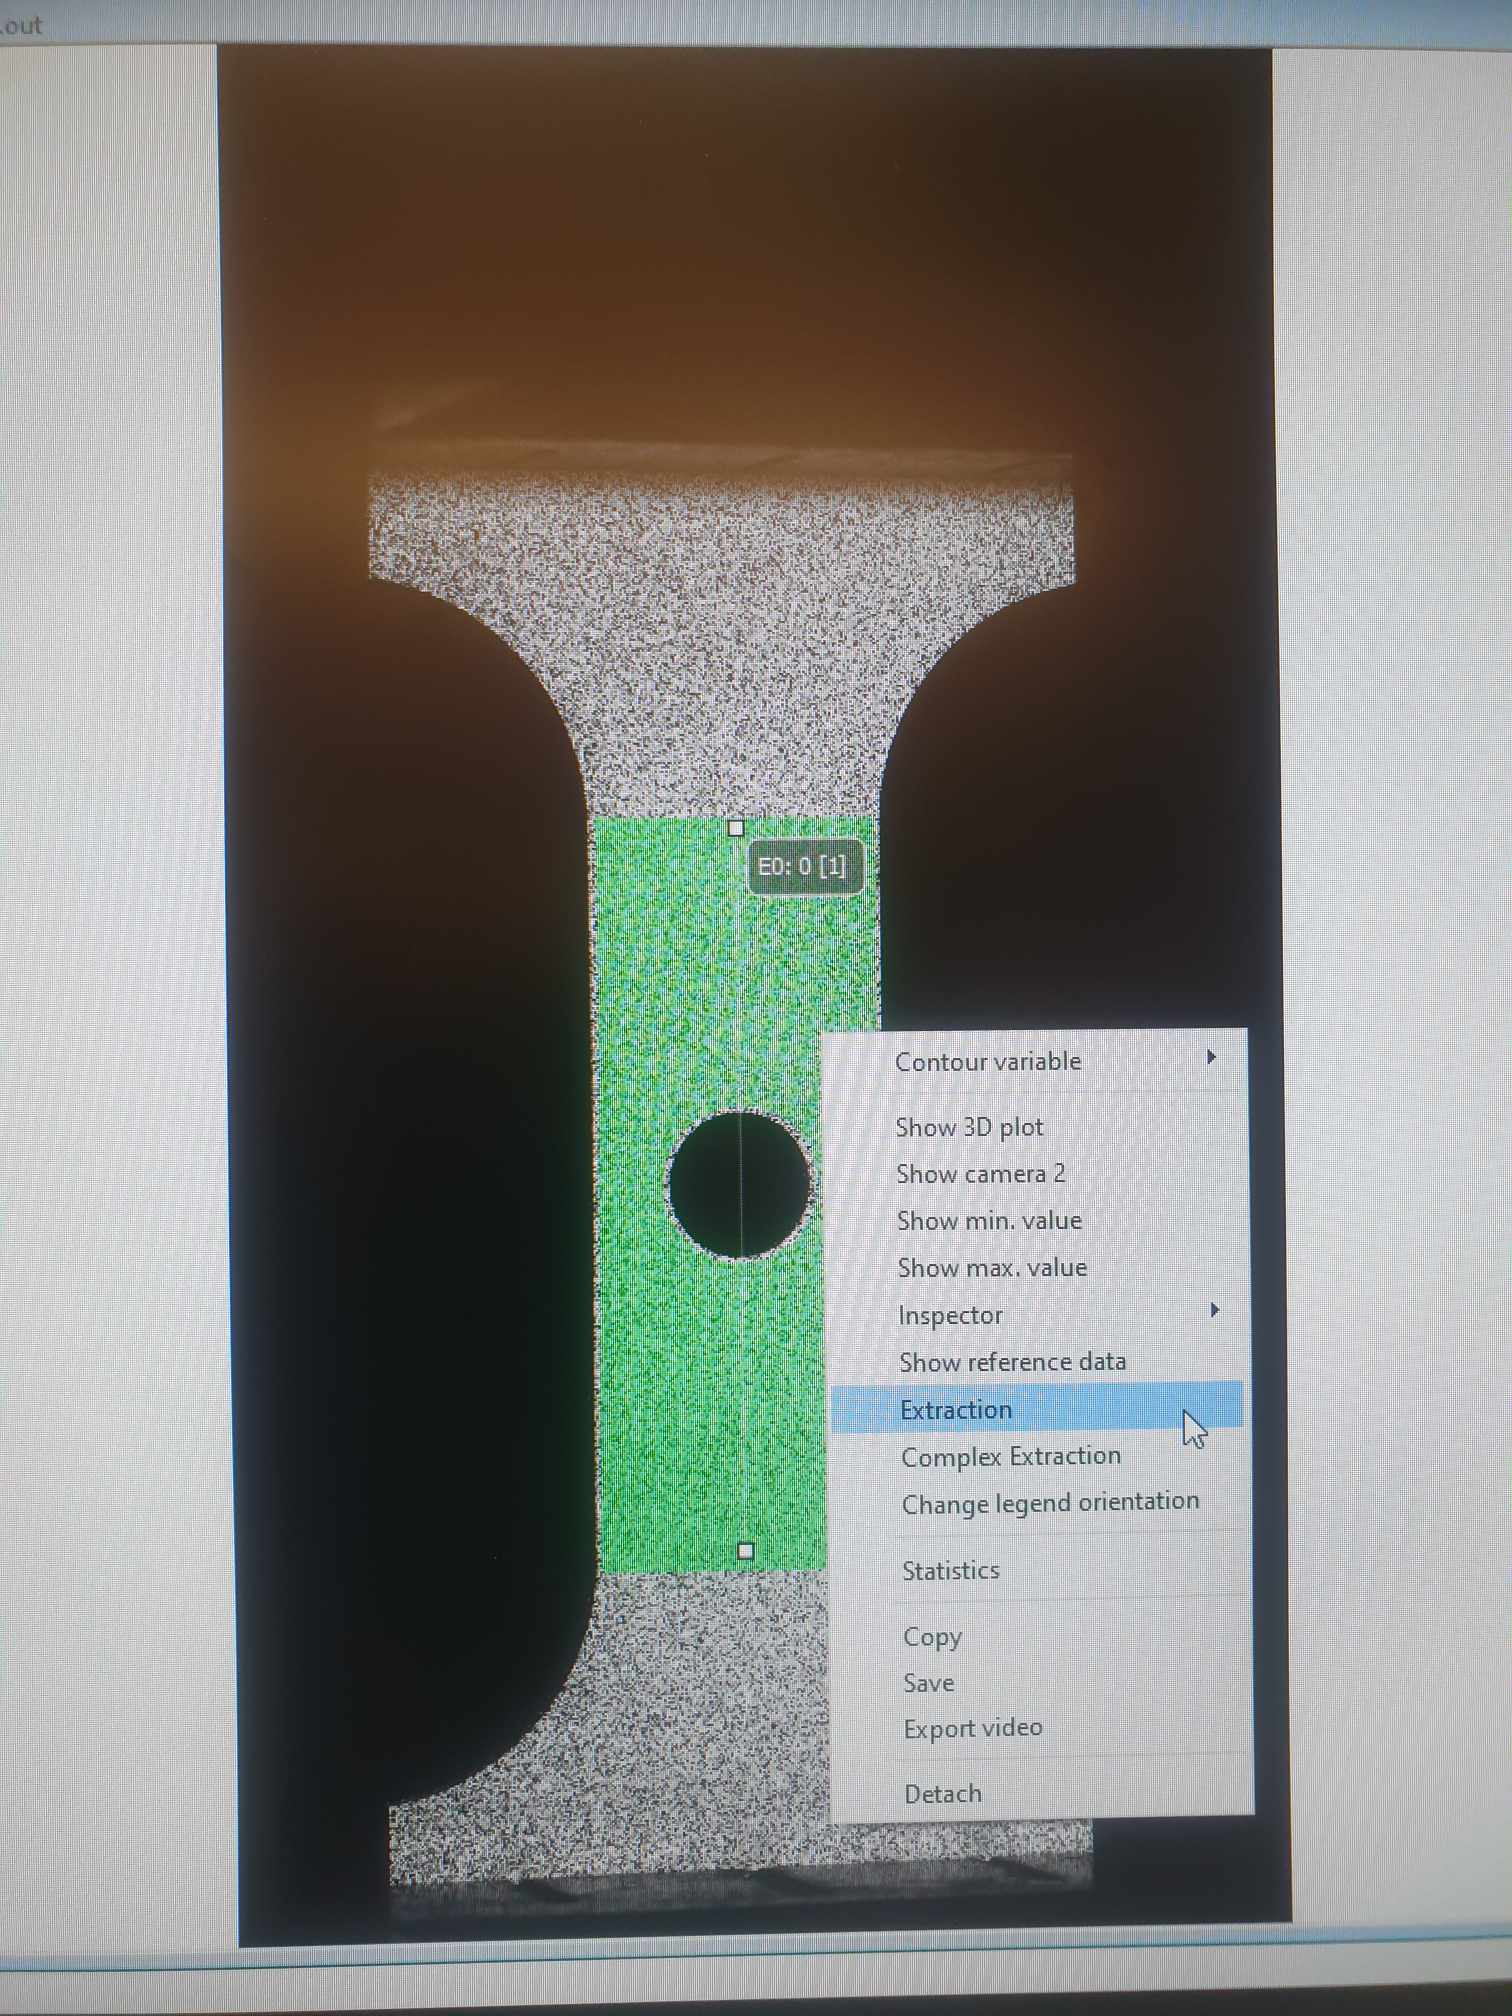 .out
E0: 0 [1]
Contour variable
Show 3D plot
Show camera 2
Show min. value
Show max. value
Inspector
Show reference data
Extraction
Complex Extraction
Change legend orientation
Statistics
Copy
Save
Export video
Detach